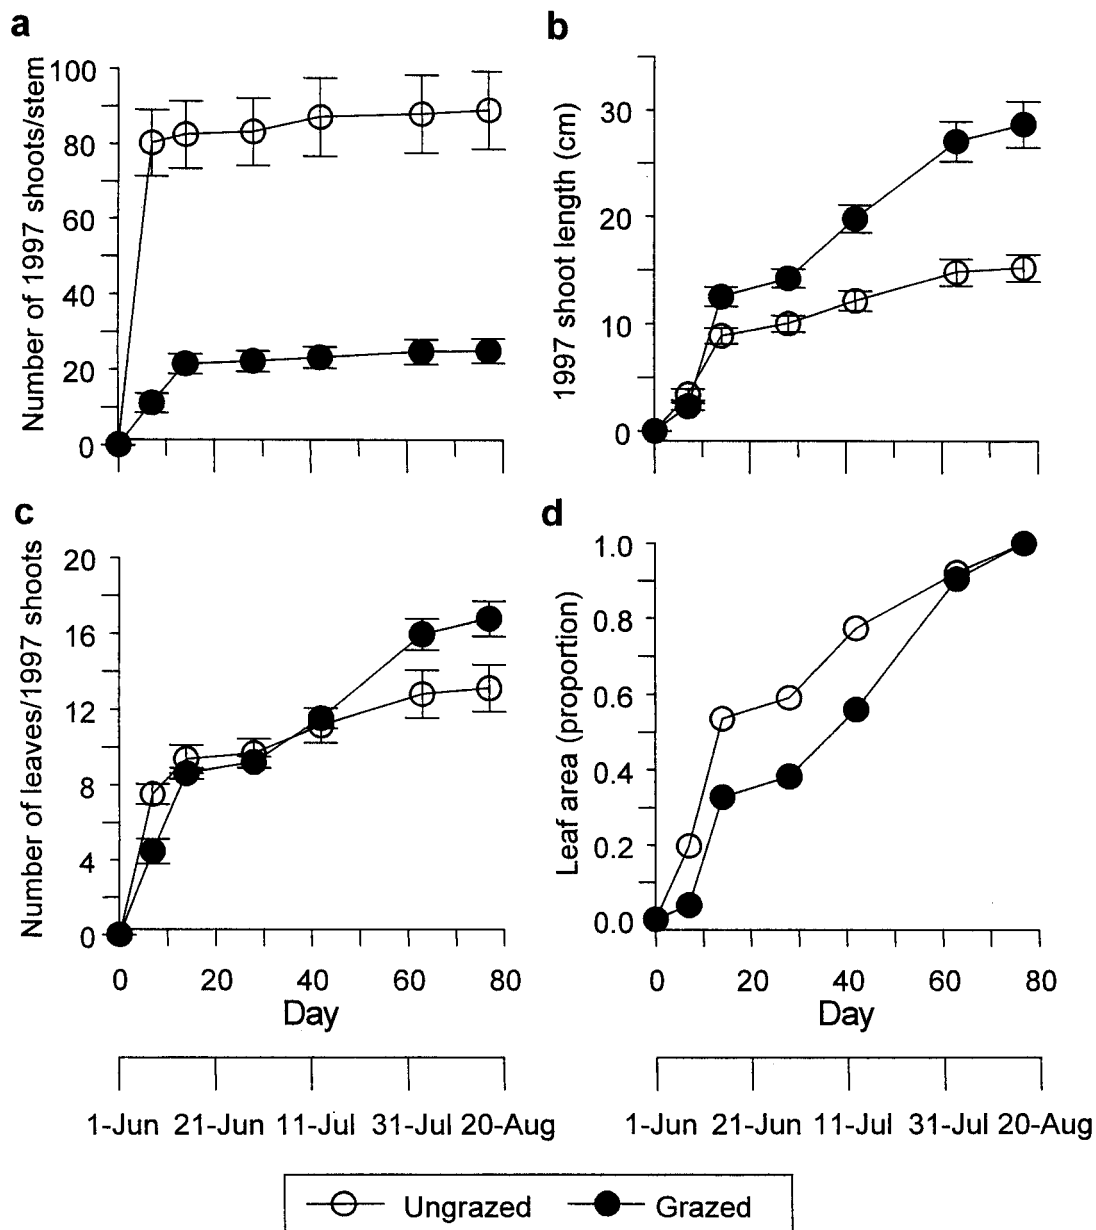 a
Number of 1997 shoots/stem
100
80
60
40
20
0
b
1997 shoot length (cm)
30
20
10
0
c
Number of leaves/1997 shoots
20
16
12
8
4
0
0 20 40 60 80
Day
d
Leaf area (proportion)
1.0
0.8
0.6
0.4
0.2
0.0
0 20 40 60 80
Day
1-Jun 21-Jun 11-Jul 31-Jul 20-Aug
1-Jun 21-Jun 11-Jul 31-Jul 20-Aug
Ungrazed Grazed